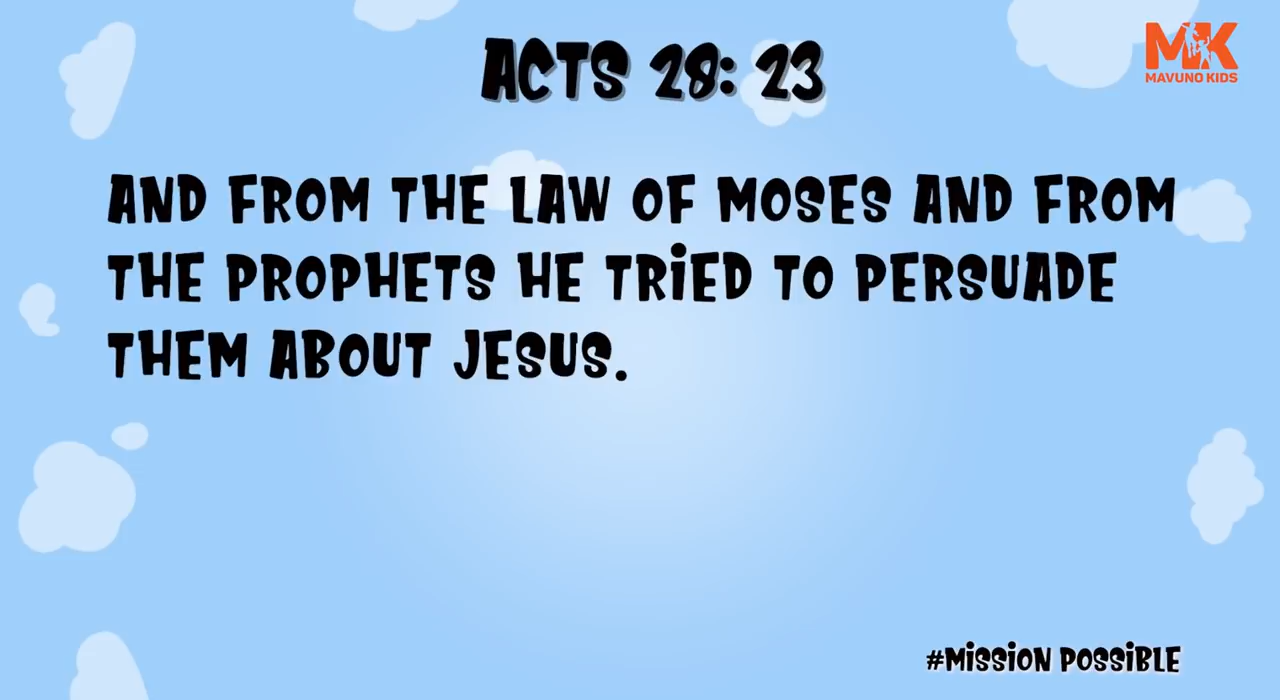 ACTS 28: 23
MK
MAVUNO KIDS
AND FROM THE LAW OF MOSES AND FROM
THE PROPHETS HE TRIED TO PERSUADE
THEM ABOUT JESUS.
#MISSION POSSIBLE